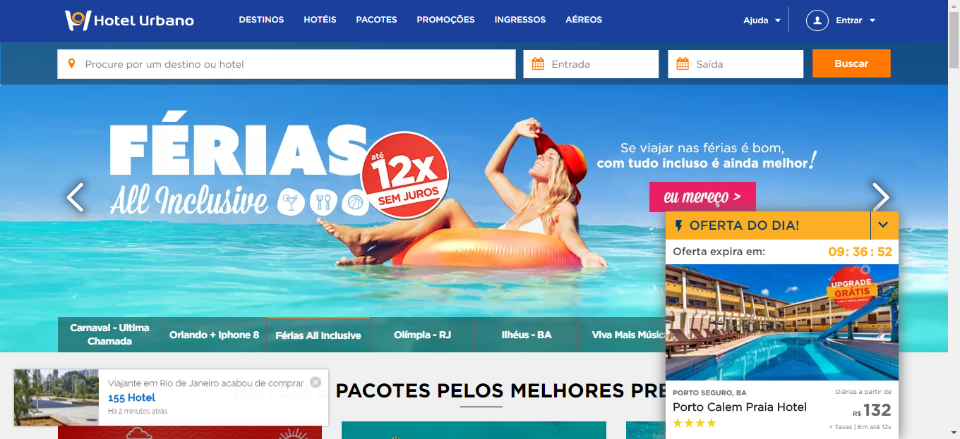 Hotel Urbano
DESTINOS HOTÉIS PACOTES PROMOÇÕES INGRESSOS AÉREOS
Ajuda Entrar
Procure por um destino ou hotel
Entrada
Saída
Buscar
FÉRIAS
All Inclusive
até
12X
SEM JUROS
Se viajar nas férias é bom,
com tudo incluso é ainda melhor!
eu mereço >
OFERTA DO DIA!
Oferta expira em: 09: 36: 52
UPGRADE
GRÁTIS
PORTO SEGURO, BA
Porto Calem Praia Hotel
Diárias a partir de
R$ 132
+ Taxas | Em até 12x
Carnaval - Ultima
Chamada
Orlando + Iphone 8
Férias All Inclusive
Olímpia - RJ
Ilhéus - BA
Viva Mais Músic
Viajante em Rio de Janeiro acabou de comprar
155 Hotel
Há 2 minutos atrás
PACOTES PELOS MELHORES PRE